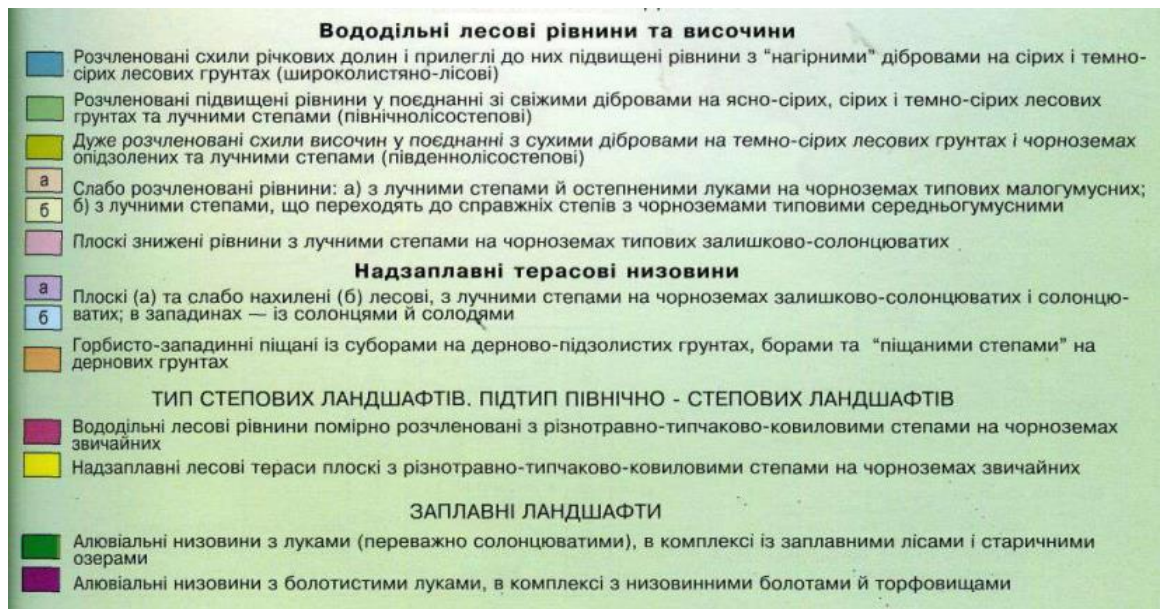 Вододільні лесові рівнини та височини
Розчленовані схили річкових долин і прилеглі до них підвищені рівнини з “нагірними” дібровами на сірих і темно-
сірих лесових грунтах (широколистяно-лісові)
Розчленовані підвищені рівнини у поєднанні зі свіжими дібровами на ясно-сірих, сірих і темно-сірих лесових
грунтах та лучними степами (північнолісостепові)
Дуже розчленовані схили височин у поєднанні з сухими дібровами на темно-сірих лесових грунтах і чорноземах
опідзолених та лучними степами (південнолісостепові)
а
Слабо розчленовані рівнини: а) з лучними степами й остепненими луками на чорноземах типових малогумусних;
б
б) з лучними степами, що переходять до справжніх степів з чорноземами типовими середньогумусними
Плоскі знижені рівнини з лучними степами на чорноземах типових залишково-солонцюватих
Надзаплавні терасові низовини
а
Плоскі (а) та слабо нахилені (б) лесові, з лучними степами на чорноземах залишково-солонцюватих і солонцю-
б
ватих; в западинах — із солонцями й солодями
Горбисто-западинні піщані із суборами на дерново-підзолистих грунтах, борами та “піщаними степами” на
дернових грунтах
ТИП СТЕПОВИХ ЛАНДШАФТІВ. ПІДТИП ПІВНІЧНО - СТЕПОВИХ ЛАНДШАФТІВ
Вододільні лесові рівнини помірно розчленовані з різнотравно-типчаково-ковиловими степами на чорноземах
звичайних
Надзаплавні лесові тераси плоскі з різнотравно-типчаково-ковиловими степами на чорноземах звичайних
ЗАПЛАВНІ ЛАНДШАФТИ
Алювіальні низовини з луками (переважно солонцюватими), в комплексі із заплавними лісами і старичними
озерами
Алювіальні низовини з болотистими луками, в комплексі з низовинними болотами й торфовищами